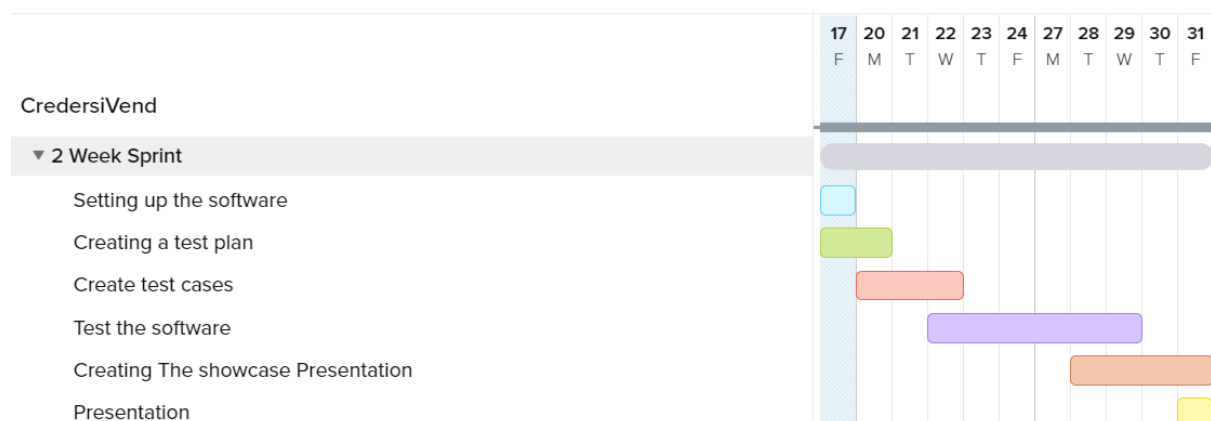 17 20 21 22 23 24 27 28 29 30 31
F M T W T F M T W T F
CredersiVend
2 Week Sprint
Setting up the software
Creating a test plan
Create test cases
Test the software
Creating The showcase Presentation
Presentation